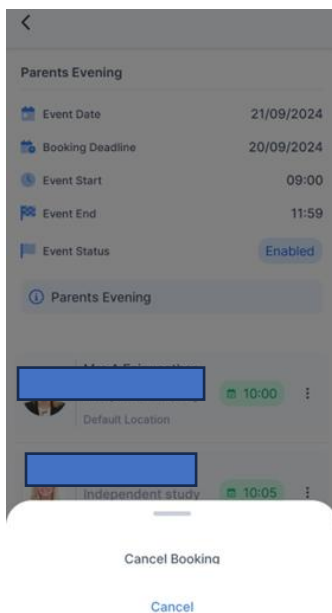 Parents Evening
Event Date 21/09/2024
Booking Deadline 20/09/2024
Event Start 09:00
Event End 11:59
Event Status Enabled
Parents Evening
10:00
Default Location
Independent study 10:05
Cancel Booking
Cancel